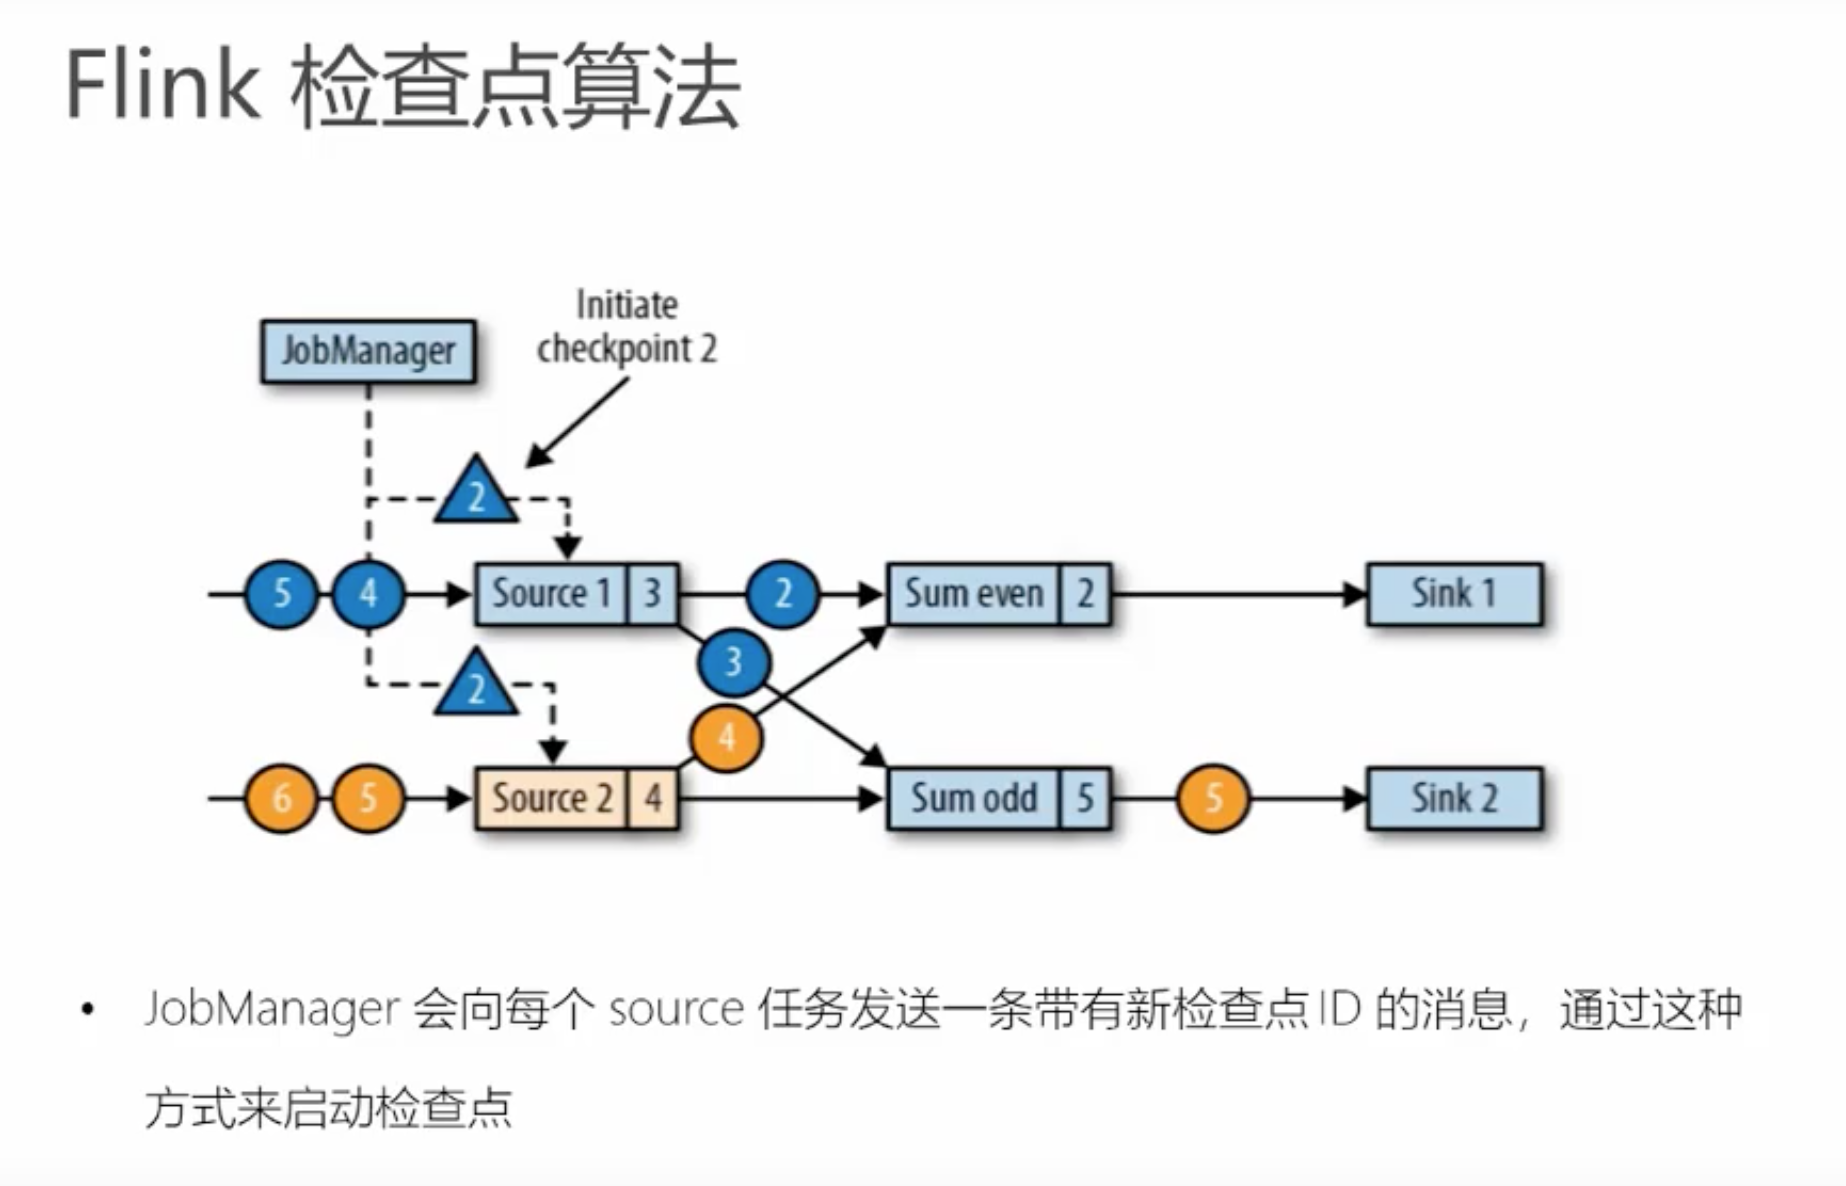 Flink 检查点算法
Initiate
checkpoint 2
JobManager
2
5 4 Source 1 3 2 Sum even 2 Sink 1
3
2
4
6 5 Source 2 4 Sum odd 5 5 Sink 2
• JobManager 会向每个 source 任务发送一条带有新检查点ID 的消息，通过这种
方式来启动检查点